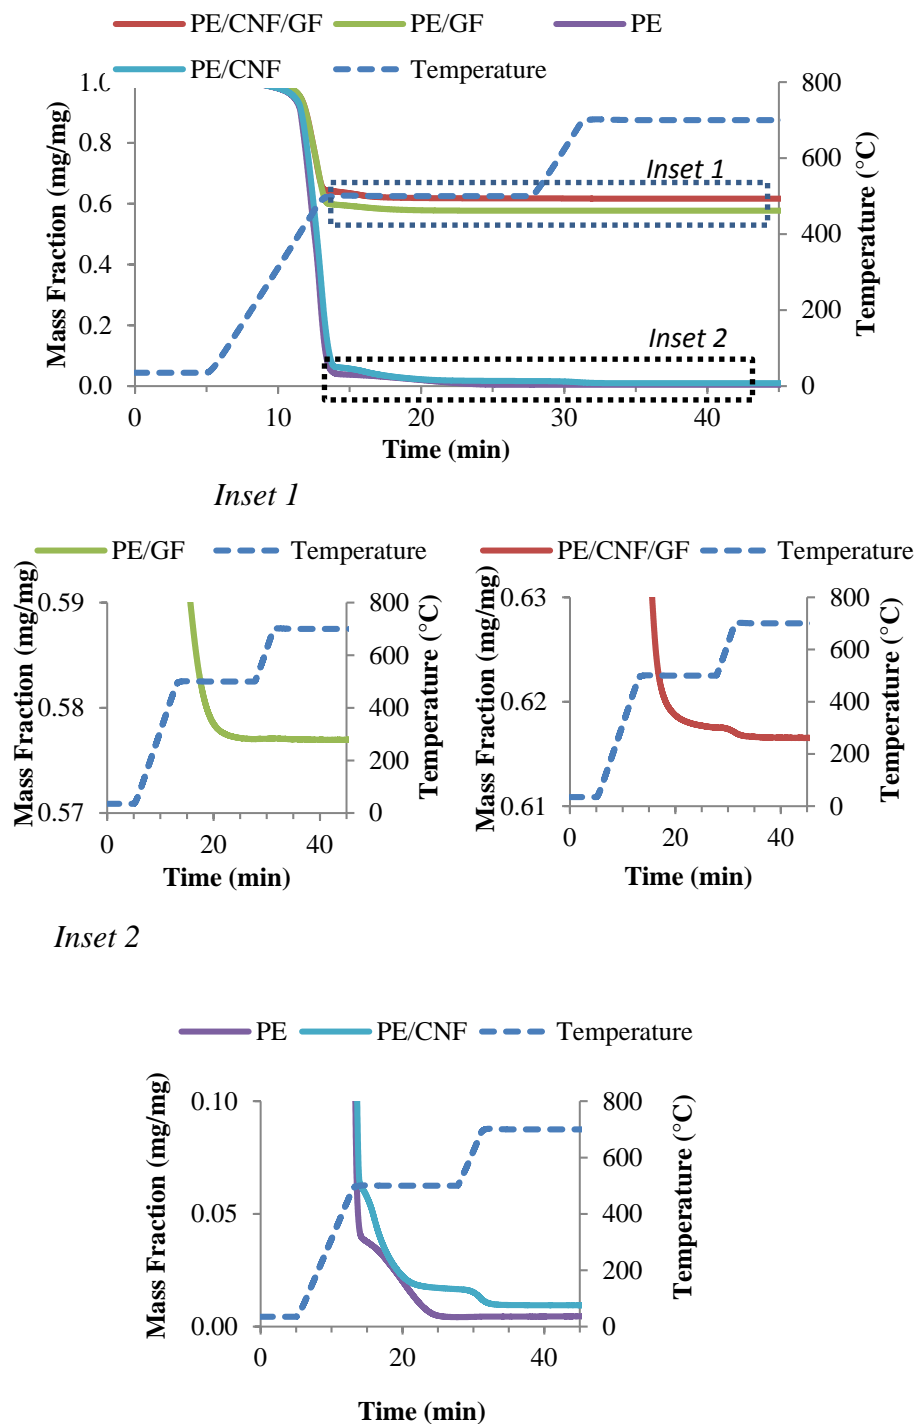 PE/CNF/GF PE/GF PE
PE/CNF Temperature
1.0 800
0.8 600
0.6 400
0.4 200
0.2 0
0.0
Mass Fraction (mg/mg)
Temperature (°C)
Inset 1
Inset 2
0 10 20 30 40
Time (min)
Inset 1
PE/GF Temperature
0.59
0.58
0.57
Mass Fraction (mg/mg)
800
600
400
200
0
Temperature (°C)
0 20 40
Time (min)
PE/CNF/GF Temperature
0.63
0.62
0.61
Mass Fraction (mg/mg)
800
600
400
200
0
Temperature (°C)
0 20 40
Time (min)
Inset 2
PE PE/CNF Temperature
0.10
0.05
0.00
Mass Fraction (mg/mg)
800
600
400
200
0
Temperature (°C)
0 20 40
Time (min)